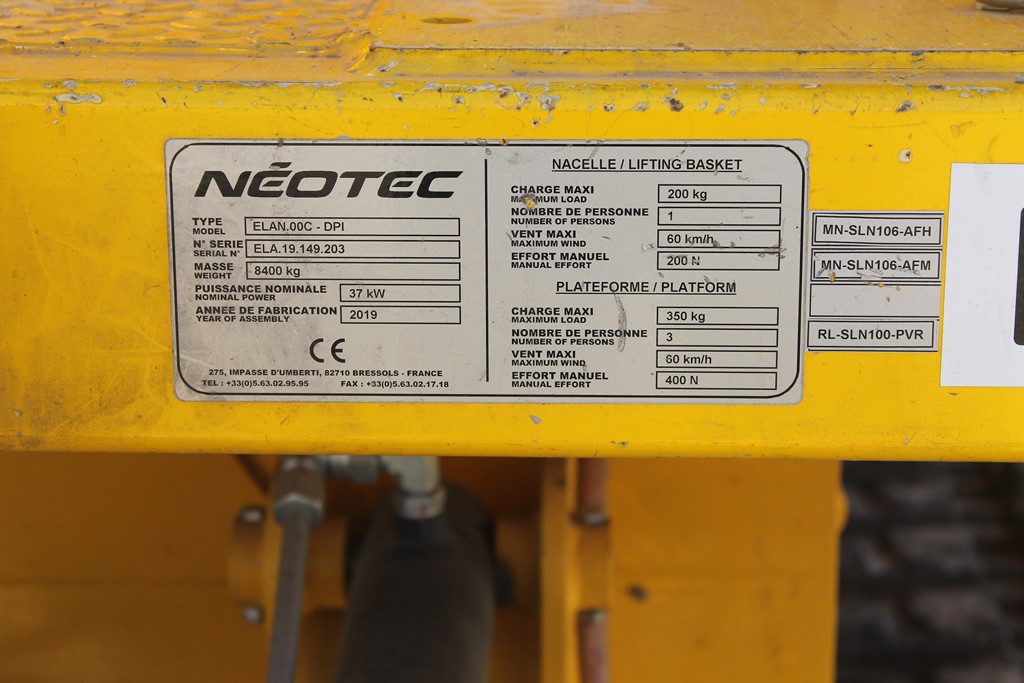 NÉOTEC
TYPE ELAN.00C - DPI
MODEL
N° SERIE ELA.19.149.203
SERIAL N°
MASSE 8400 kg
WEIGHT
PUISSANCE NOMINALE 37 kW
NOMINAL POWER
ANNEE DE FABRICATION 2019
YEAR OF ASSEMBLY
CE
275, IMPASSE D'UMBERTI, 82710 BRESSOLS - FRANCE
TEL : +33(0)5.63.02.95.95 FAX : +33(0)5.63.02.17.18
NACELLE / LIFTING BASKET
CHARGE MAXI 200 kg
MAXIMUM LOAD
NOMBRE DE PERSONNE 1
NUMBER OF PERSONS
VENT MAXI 60 km/h
MAXIMUM WIND
EFFORT MANUEL 200 N
MANUAL EFFORT
PLATEFORME / PLATFORM
CHARGE MAXI 350 kg
MAXIMUM LOAD
NOMBRE DE PERSONNE 3
NUMBER OF PERSONS
VENT MAXI 60 km/h
MAXIMUM WIND
EFFORT MANUEL 400 N
MANUAL EFFORT
MN-SLN106-AFH
MN-SLN106-AFM
RL-SLN100-PVR